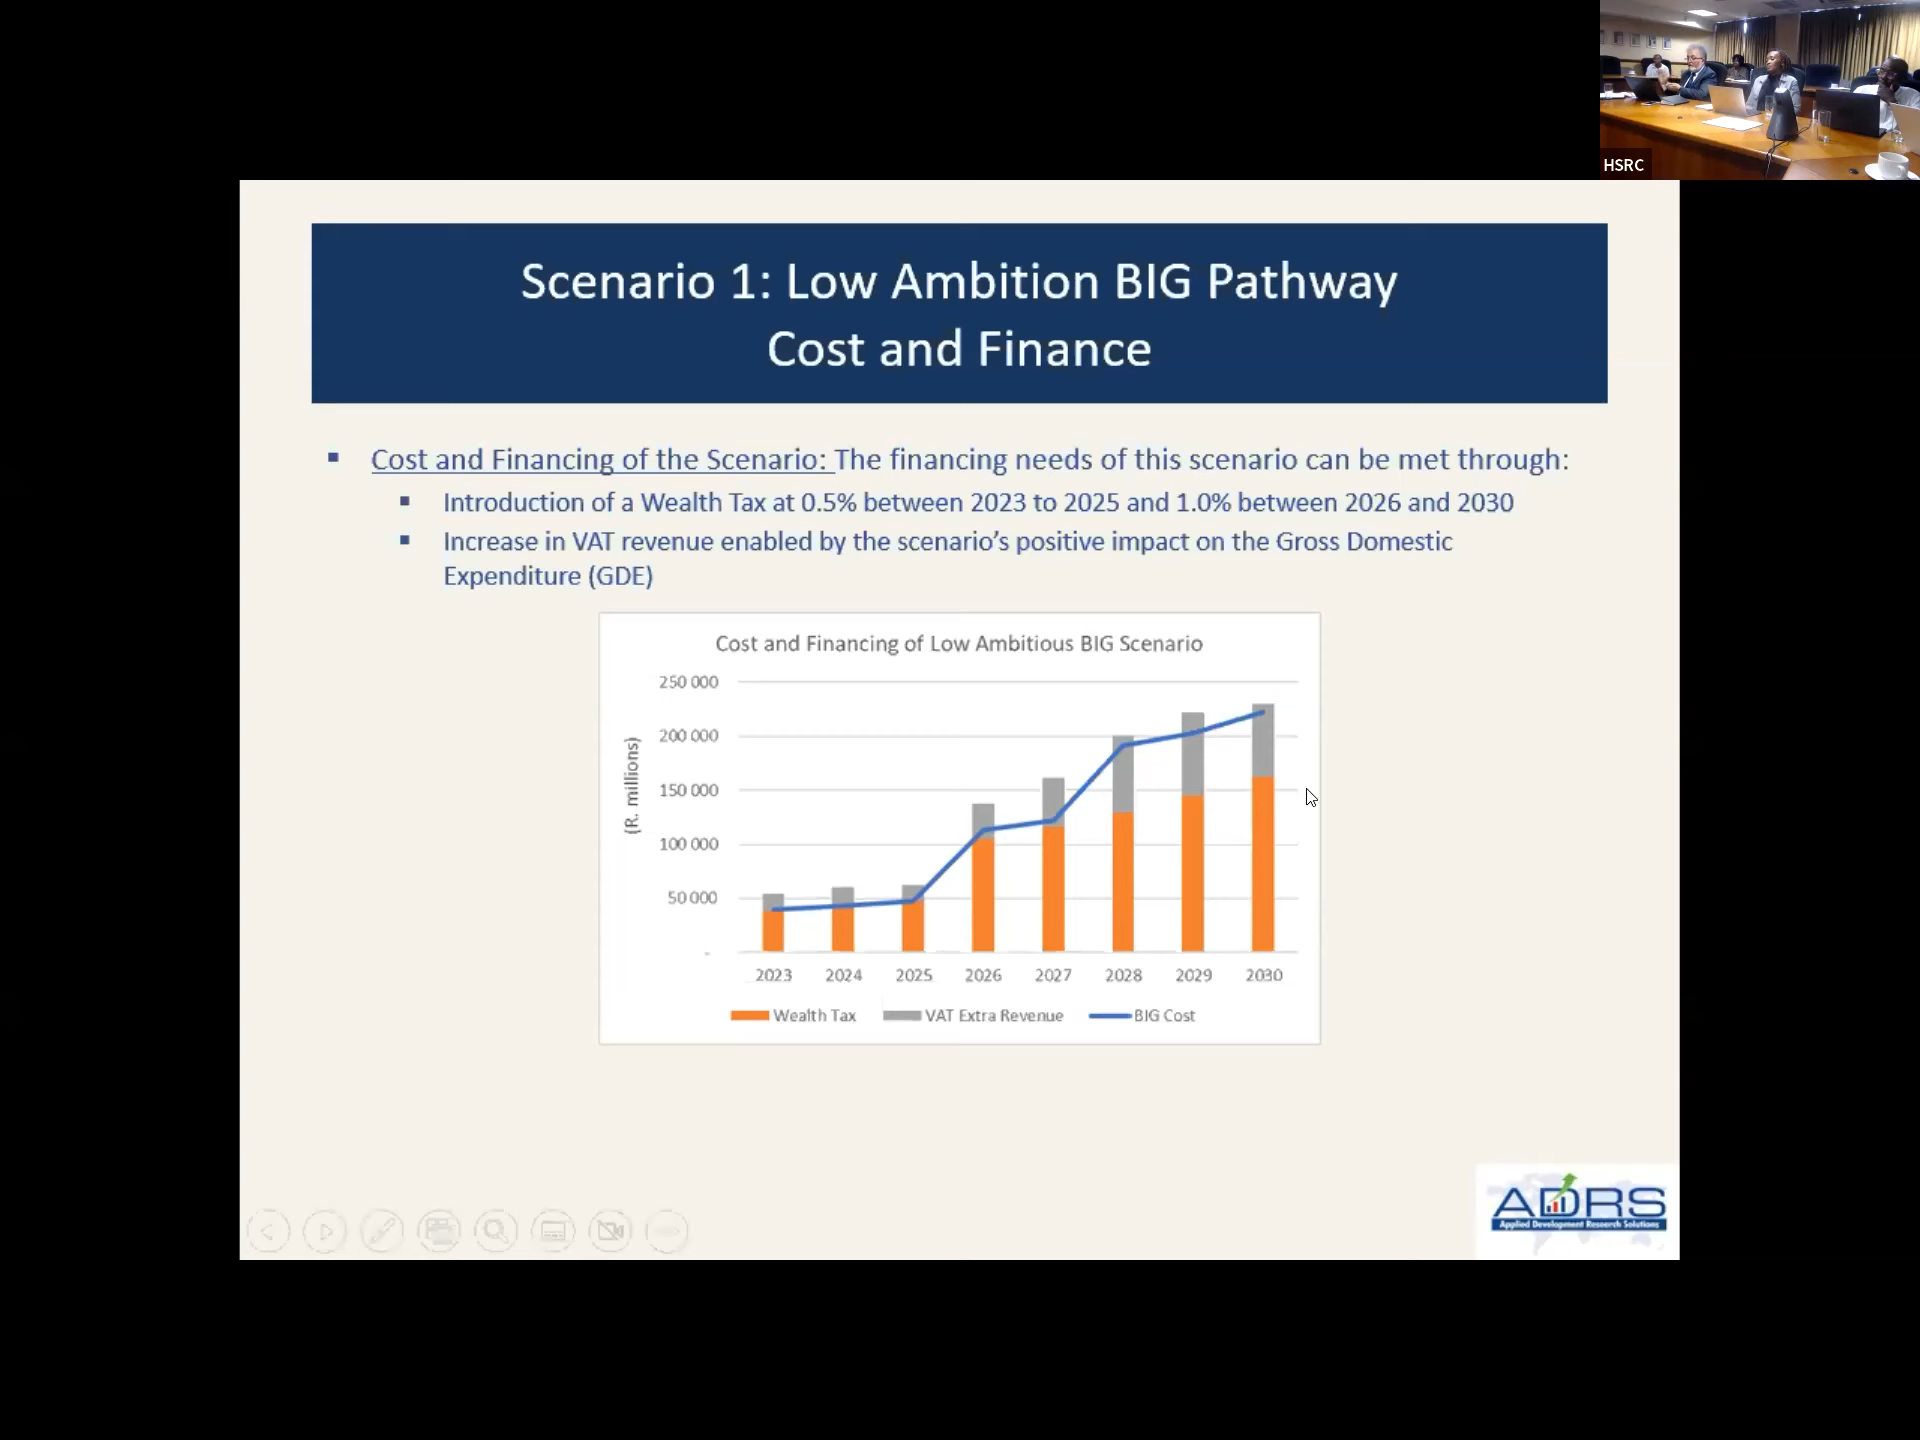 HSRC
Scenario 1: Low Ambition BIG Pathway
Cost and Finance
Cost and Financing of the Scenario: The financing needs of this scenario can be met through:
Introduction of a Wealth Tax at 0.5% between 2023 to 2025 and 1.0% between 2026 and 2030
Increase in VAT revenue enabled by the scenario's positive impact on the Gross Domestic
Expenditure (GDE)
Cost and Financing of Low Ambitious BIG Scenario
(R. millions)
250 000
200 000
150 000
100 000
50 000
-
2023 2024 2025 2026 2027 2028 2029 2030
Wealth Tax VAT Extra Revenue BIG Cost
ADRS
Applied Development Research Solutions